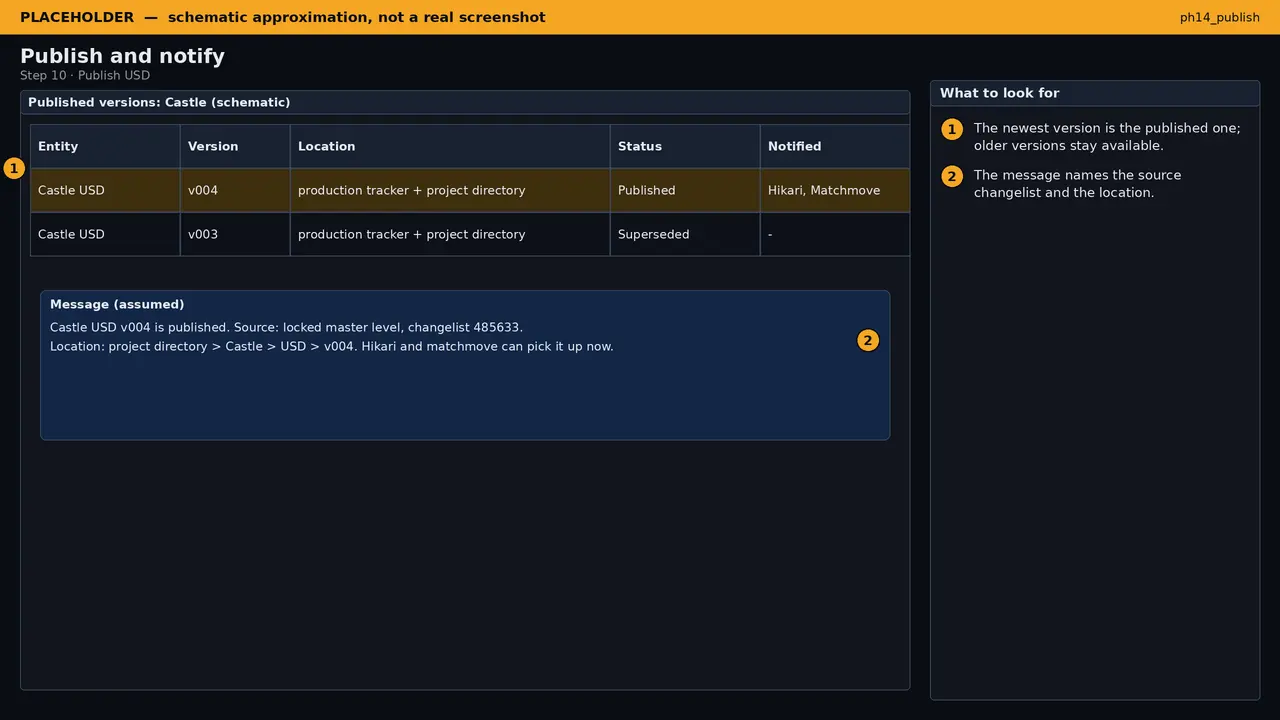 PLACEHOLDER — schematic approximation, not a real screenshot
ph14_publish
Publish and notify
Step 10 · Publish USD
Published versions: Castle (schematic)
Entity Version Location Status Notified
1
Castle USD v004 production tracker + project directory Published Hikari, Matchmove
Castle USD v003 production tracker + project directory Superseded -
Message (assumed)
Castle USD v004 is published. Source: locked master level, changelist 485633.
Location: project directory > Castle > USD > v004. Hikari and matchmove can pick it up now.
2
What to look for
1 The newest version is the published one;
older versions stay available.
2 The message names the source
changelist and the location.